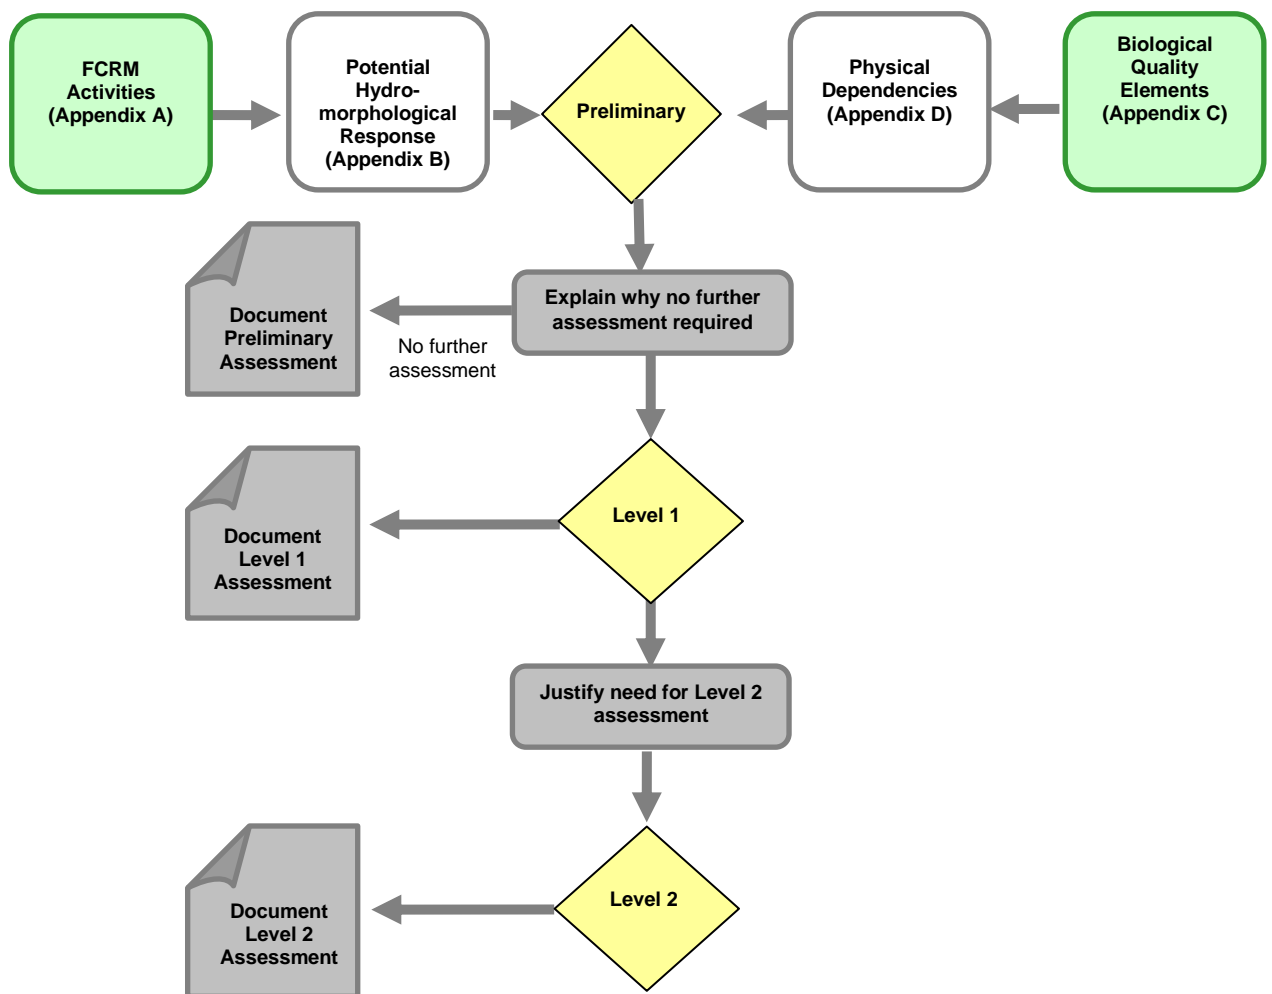 FCRM
Activities
(Appendix A)
Potential
Hydro-
morphological
Response
(Appendix B)
Preliminary
Physical
Dependencies
(Appendix D)
Biological
Quality
Elements
(Appendix C)
Explain why no further
assessment required
Document
Preliminary
Assessment
No further
assessment
Level 1
Document
Level 1
Assessment
Justify need for Level 2
assessment
Level 2
Document
Level 2
Assessment